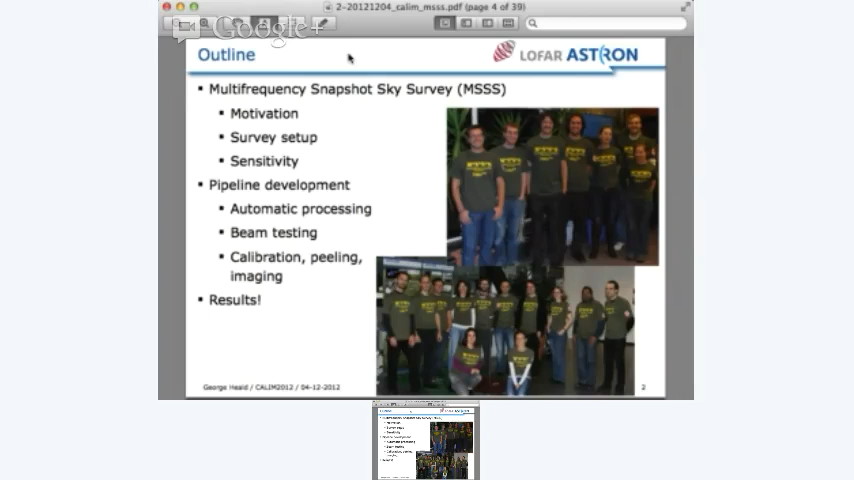 2-20121204_calim_msss.pdf (page 4 of 39)
Google+
Outline
LOFAR ASTRON
▪ Multifrequency Snapshot Sky Survey (MSSS)
▪ Motivation
▪ Survey setup
▪ Sensitivity
▪ Pipeline development
▪ Automatic processing
▪ Beam testing
▪ Calibration, peeling,
imaging
▪ Results!
George Heald / CALIM2012 / 04-12-2012
2